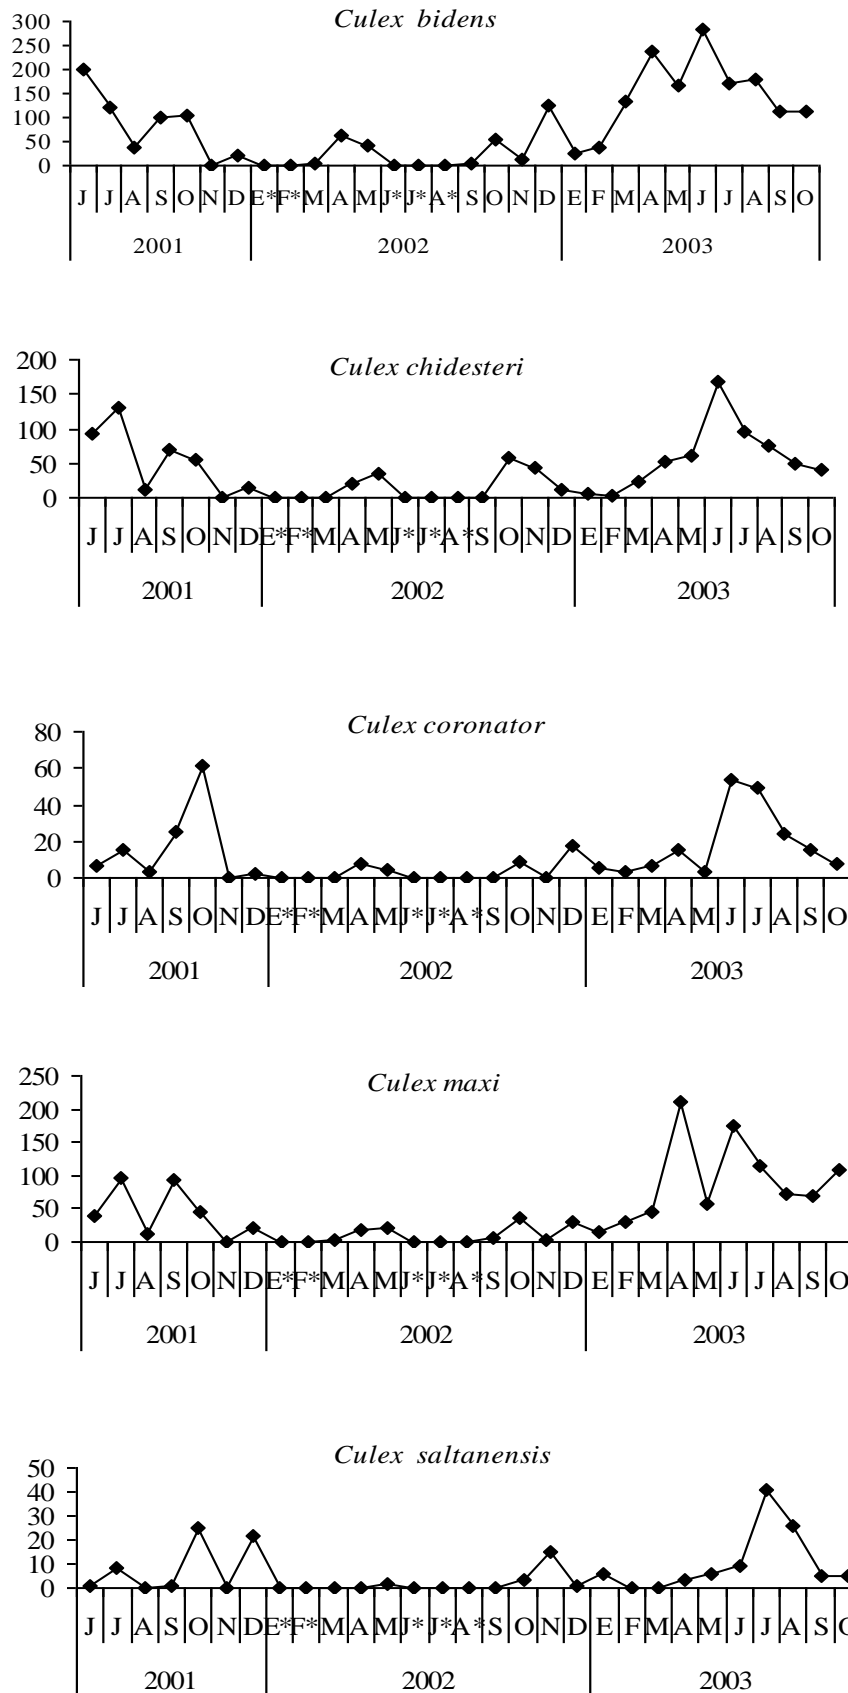 Culex bidens
300
250
200
150
100
50
0
J J A S O N D E* F* M A M J* J* A* S O N D E F M A M J J A S O
2001 2002 2003
Culex chidesteri
200
150
100
50
0
J J A S O N D E* F* M A M J* J* A* S O N D E F M A M J J A S O
2001 2002 2003
Culex coronator
80
60
40
20
0
J J A S O N D E* F* M A M J* J* A* S O N D E F M A M J J A S O
2001 2002 2003
Culex maxi
250
200
150
100
50
0
J J A S O N D E* F* M A M J* J* A* S O N D E F M A M J J A S O
2001 2002 2003
Culex saltanensis
50
40
30
20
10
0
J J A S O N D E* F* M A M J* J* A* S O N D E F M A M J J A S O
2001 2002 2003